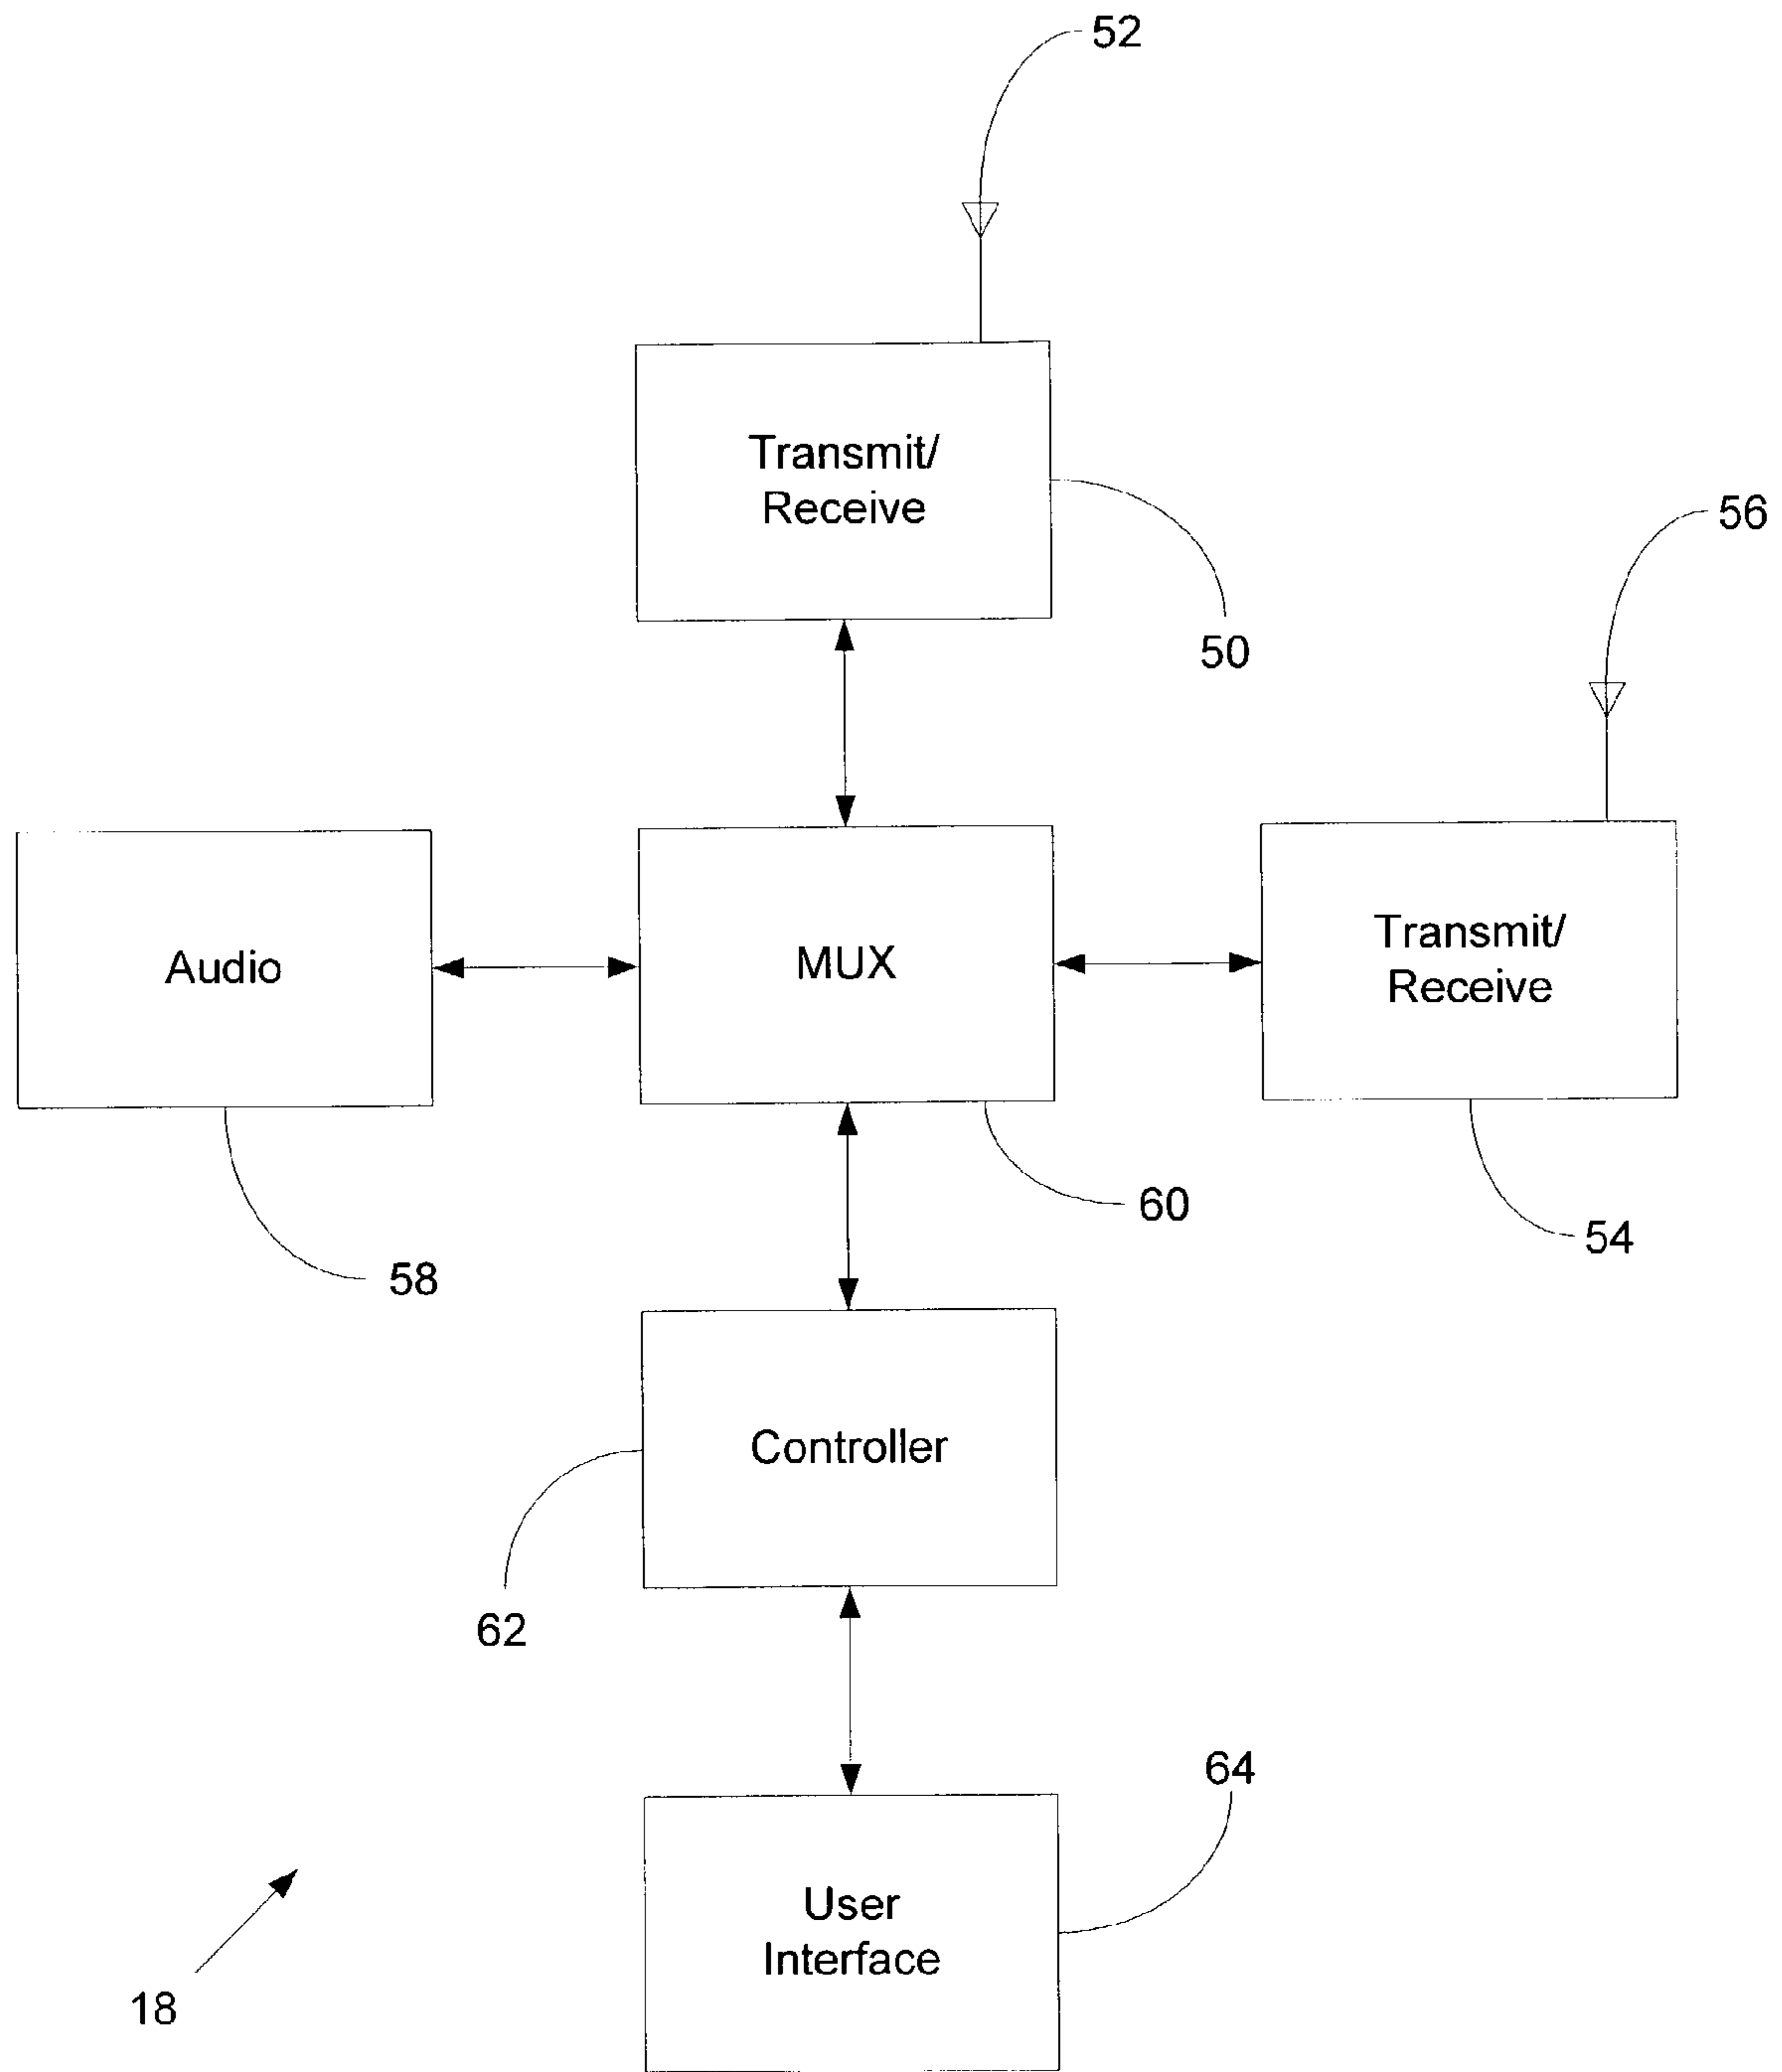 52
Transmit/
Receive
50
56
Audio
MUX
Transmit/
Receive
60
54
58
Controller
62
64
User
Interface
18